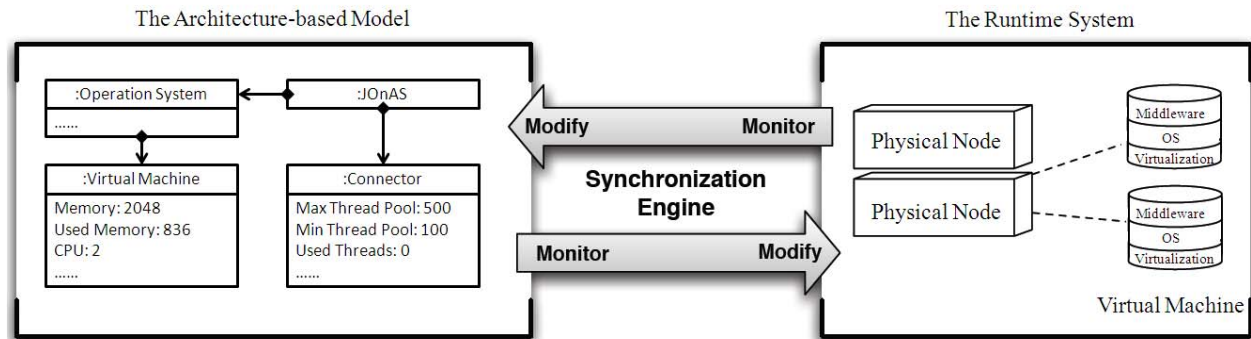 The Architecture-based Model
:Operation System
......
:JOnAS
:Virtual Machine
Memory: 2048
Used Memory: 836
CPU: 2
......
:Connector
Max Thread Pool: 500
Min Thread Pool: 100
Used Threads: 0
......
Modify
Monitor
Synchronization
Engine
Monitor
Modify
The Runtime System
Physical Node
Physical Node
Middleware
OS
Virtualization
Middleware
OS
Virtualization
Virtual Machine